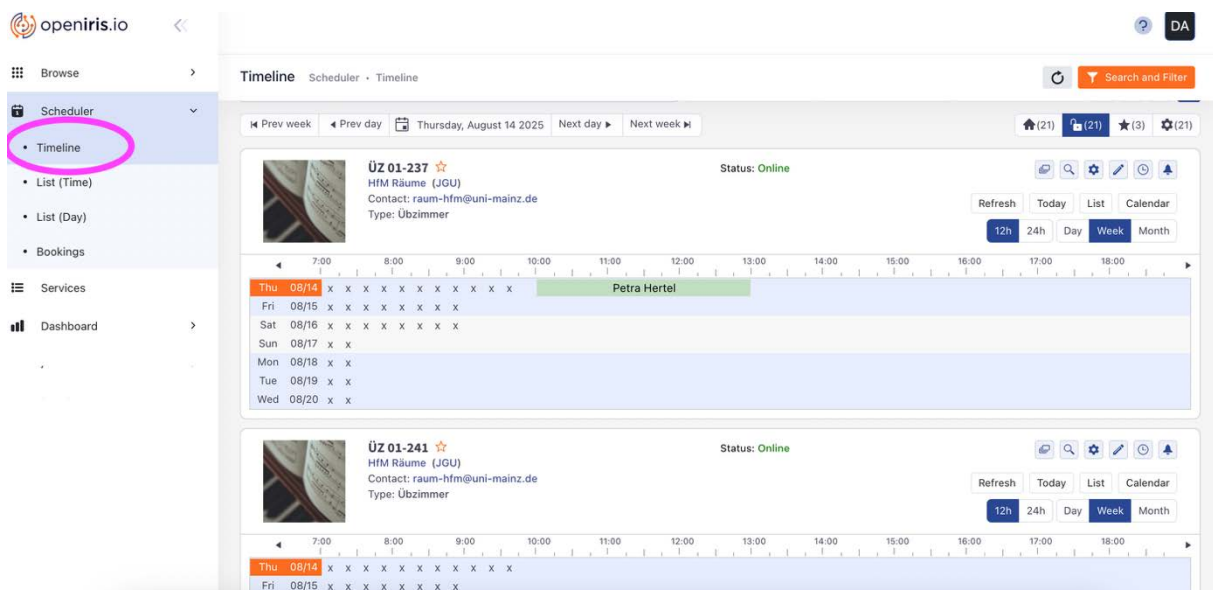 openiris.io
? DA
Browse
Timeline Scheduler • Timeline
Search and Filter
Scheduler
Prev week Prev day Thursday, August 14 2025 Next day Next week
(21) (21) (3) (21)
• Timeline
• List (Time)
• List (Day)
• Bookings
Services
Dashboard
ÜZ 01-237
Status: Online
HfM Räume (JGU)
Contact: raum-hfm@uni-mainz.de
Type: Übzimmer
Refresh Today List Calendar
12h 24h Day Week Month
7:00 8:00 9:00 10:00 11:00 12:00 13:00 14:00 15:00 16:00 17:00 18:00
Thu 08/14 x x x x x x x x x x x Petra Hertel
Fri 08/15 x x x x x x x x
Sat 08/16 x x x x x x x x
Sun 08/17 x x
Mon 08/18 x x
Tue 08/19 x x
Wed 08/20 x x
ÜZ 01-241
Status: Online
HfM Räume (JGU)
Contact: raum-hfm@uni-mainz.de
Type: Übzimmer
Refresh Today List Calendar
12h 24h Day Week Month
7:00 8:00 9:00 10:00 11:00 12:00 13:00 14:00 15:00 16:00 17:00 18:00
Thu 08/14 x x x x x x x x x x x
Fri 08/15 x x x x x x x x